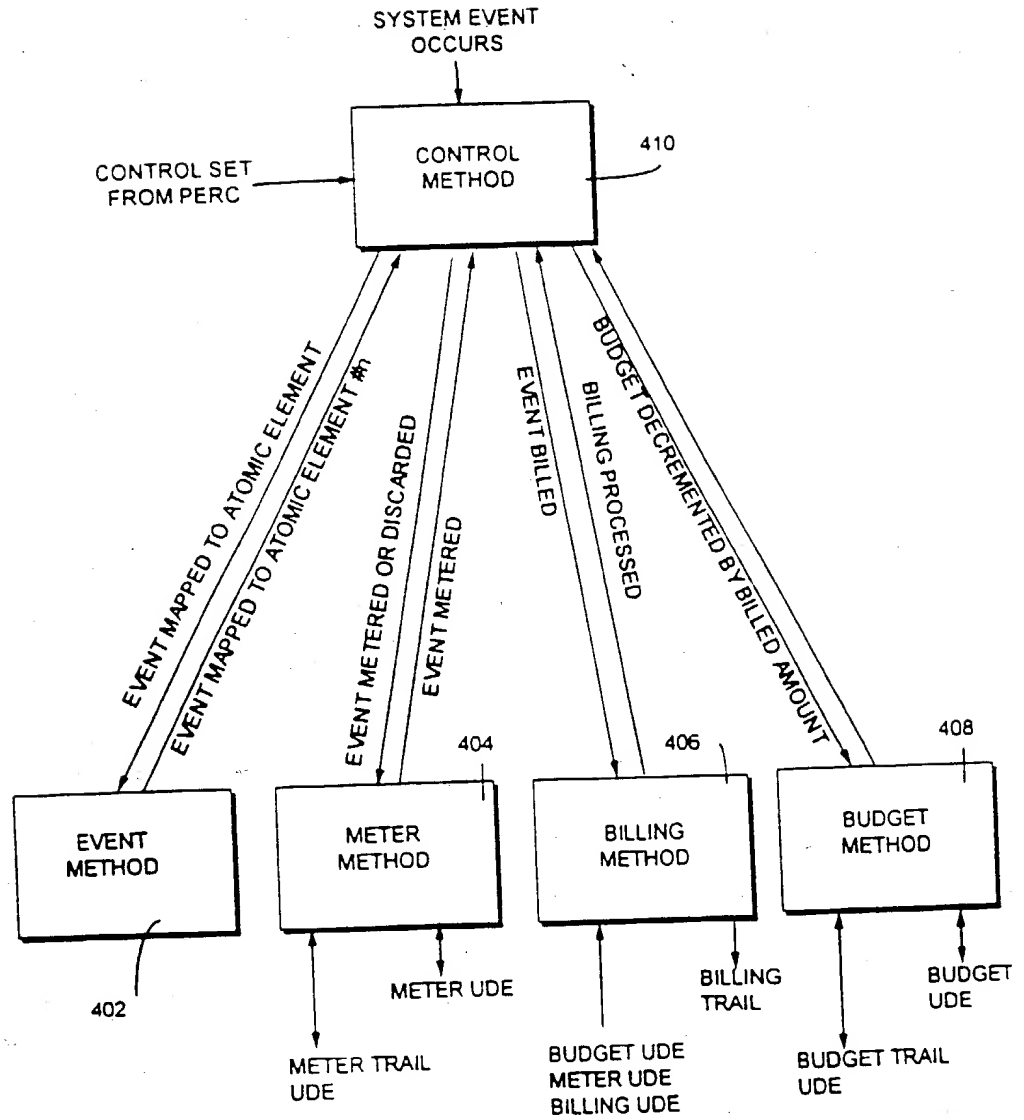 SYSTEM EVENT
OCCURS
CONTROL
METHOD
410
CONTROL SET
FROM PERC
EVENT MAPPED TO ATOMIC ELEMENT
EVENT MAPPED TO ATOMIC ELEMENT #n
EVENT METERED OR DISCARDED
EVENT METERED
EVENT BILLED
BILLING PROCESSED
BUDGET DECREMENTED BY BILLED AMOUNT
404
406
408
EVENT
METHOD
METER
METHOD
BILLING
METHOD
BUDGET
METHOD
402
METER UDE
BILLING
TRAIL
BUDGET
UDE
METER TRAIL
UDE
BUDGET UDE
METER UDE
BILLING UDE
BUDGET TRAIL
UDE